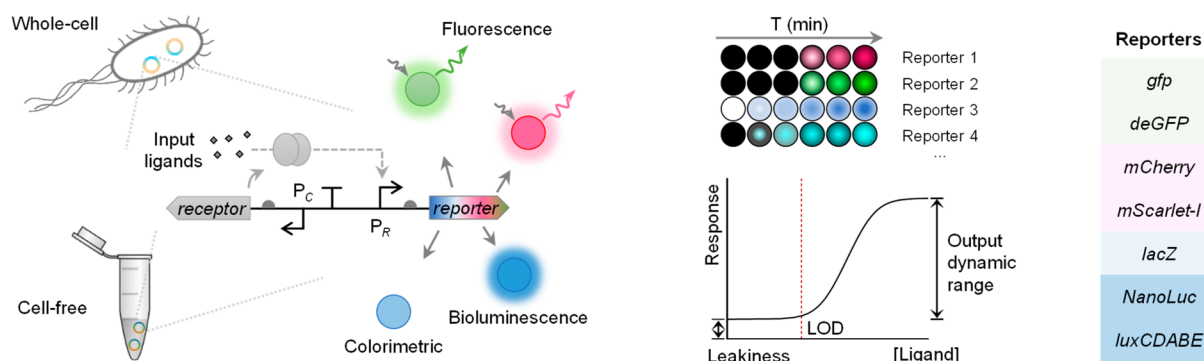 Whole-cell
Fluorescence
Input
ligands
P_C
receptor
P_R
reporter
Cell-free
Bioluminescence
Colorimetric
T (min)
Reporter 1
Reporter 2
Reporter 3
Reporter 4
...
Response
Output
dynamic
range
LOD
Leakiness
[Ligand]
Reporters
gfp
deGFP
mCherry
mScarlet-I
lacZ
NanoLuc
luxCDABE